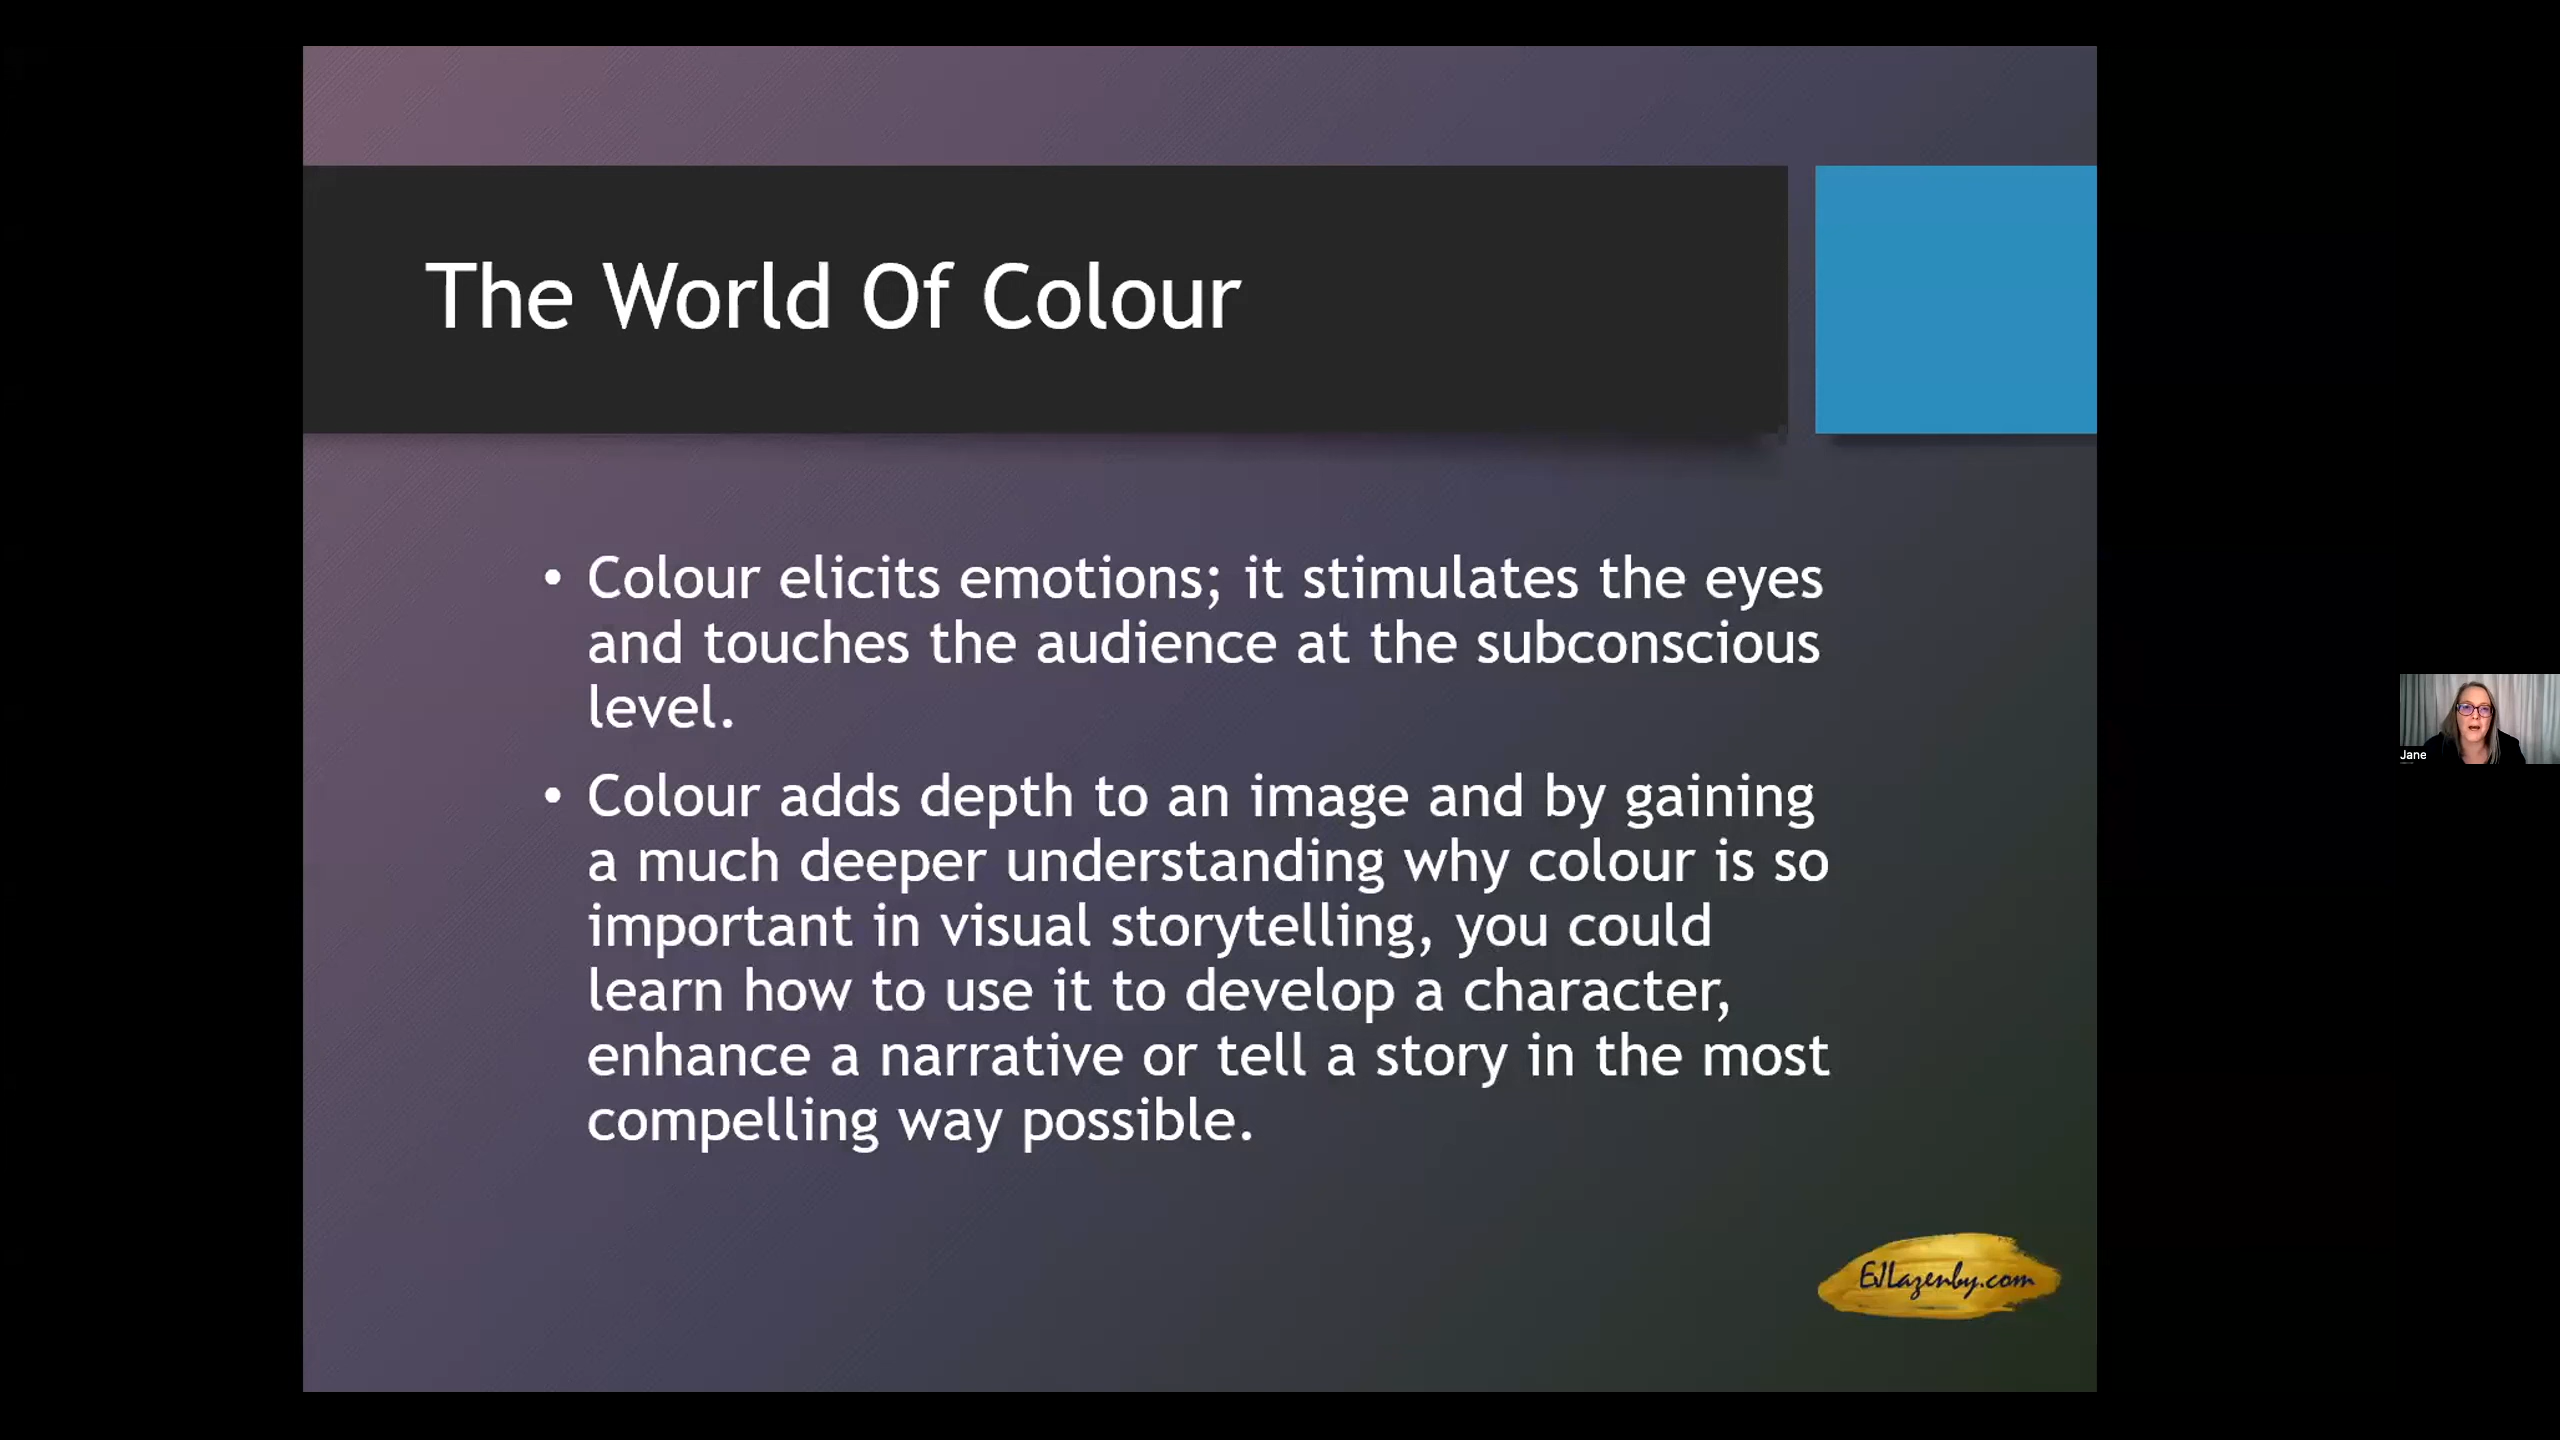 The World Of Colour
• Colour elicits emotions; it stimulates the eyes
and touches the audience at the subconscious
level.
• Colour adds depth to an image and by gaining
a much deeper understanding why colour is so
important in visual storytelling, you could
learn how to use it to develop a character,
enhance a narrative or tell a story in the most
compelling way possible.
EJLazenby.com
Jane